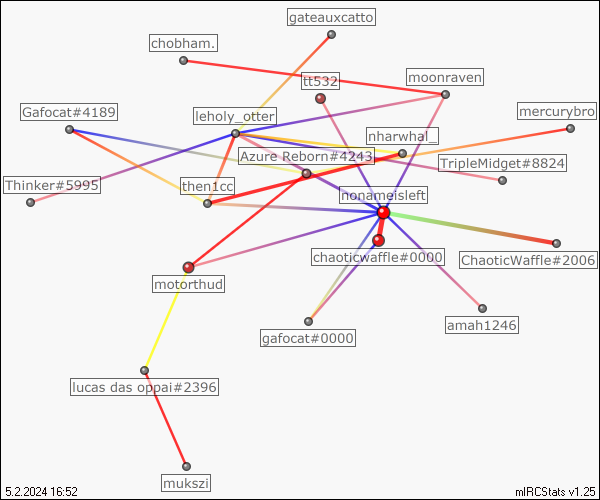 gateauxcatto
chobham.
tt532
moonraven
Gafocat#4189
leholy_otter
mercurybro
nharwhal_
Azure Reborn#4243
TripleMidget#8824
Thinker#5995
then1cc
nonameisleft
chaoticwaffle#0000
ChaoticWaffle#2006
motorthud
gafocat#0000
amah1246
lucas das oppai#2396
mukszi
5.2.2024 16:52
mIRCStats v1.25